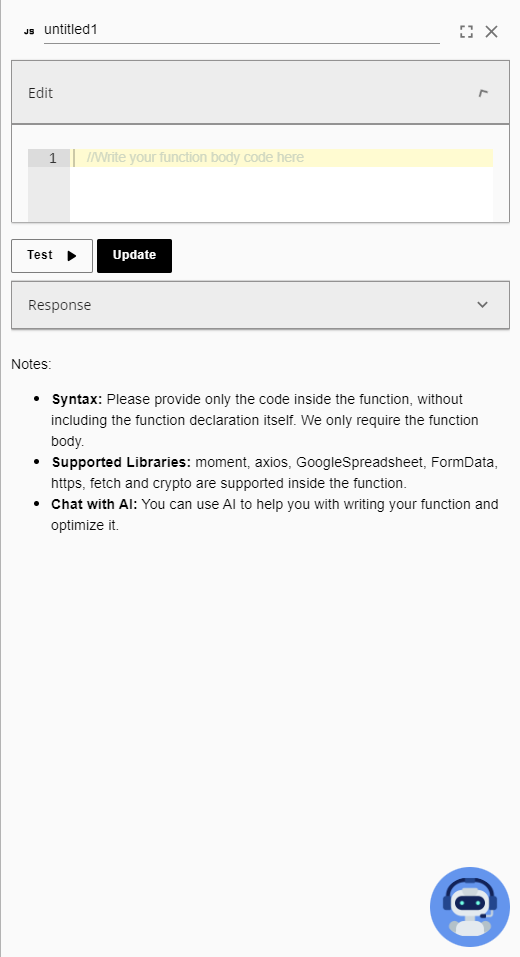 JS untitled1
Edit
1 //Write your function body code here
Test Update
Response
Notes:
Syntax: Please provide only the code inside the function, without
including the function declaration itself. We only require the function
body.
Supported Libraries: moment, axios, GoogleSpreadsheet, FormData,
https, fetch and crypto are supported inside the function.
Chat with AI: You can use AI to help you with writing your function and
optimize it.